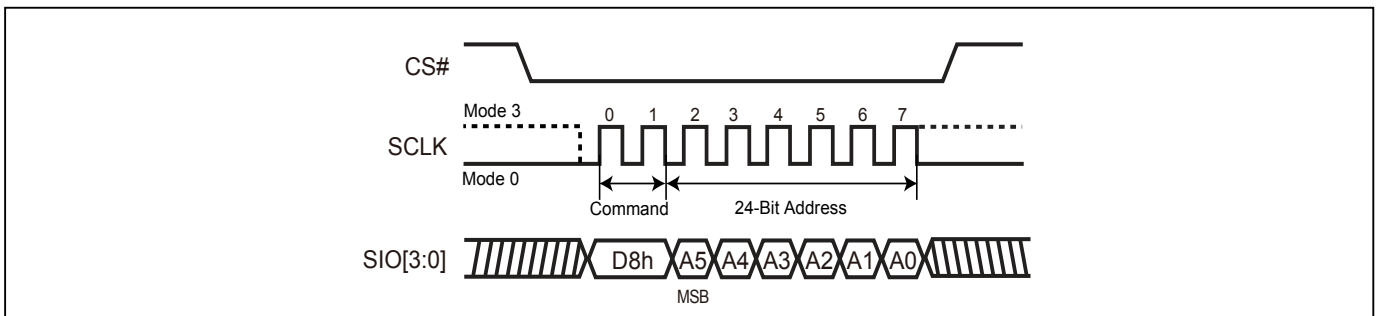 CS#
Mode 3
0 1 2 3 4 5 6 7
SCLK
Mode 0
Command 24-Bit Address
SIO[3:0] D8h A5 A4 A3 A2 A1 A0
MSB